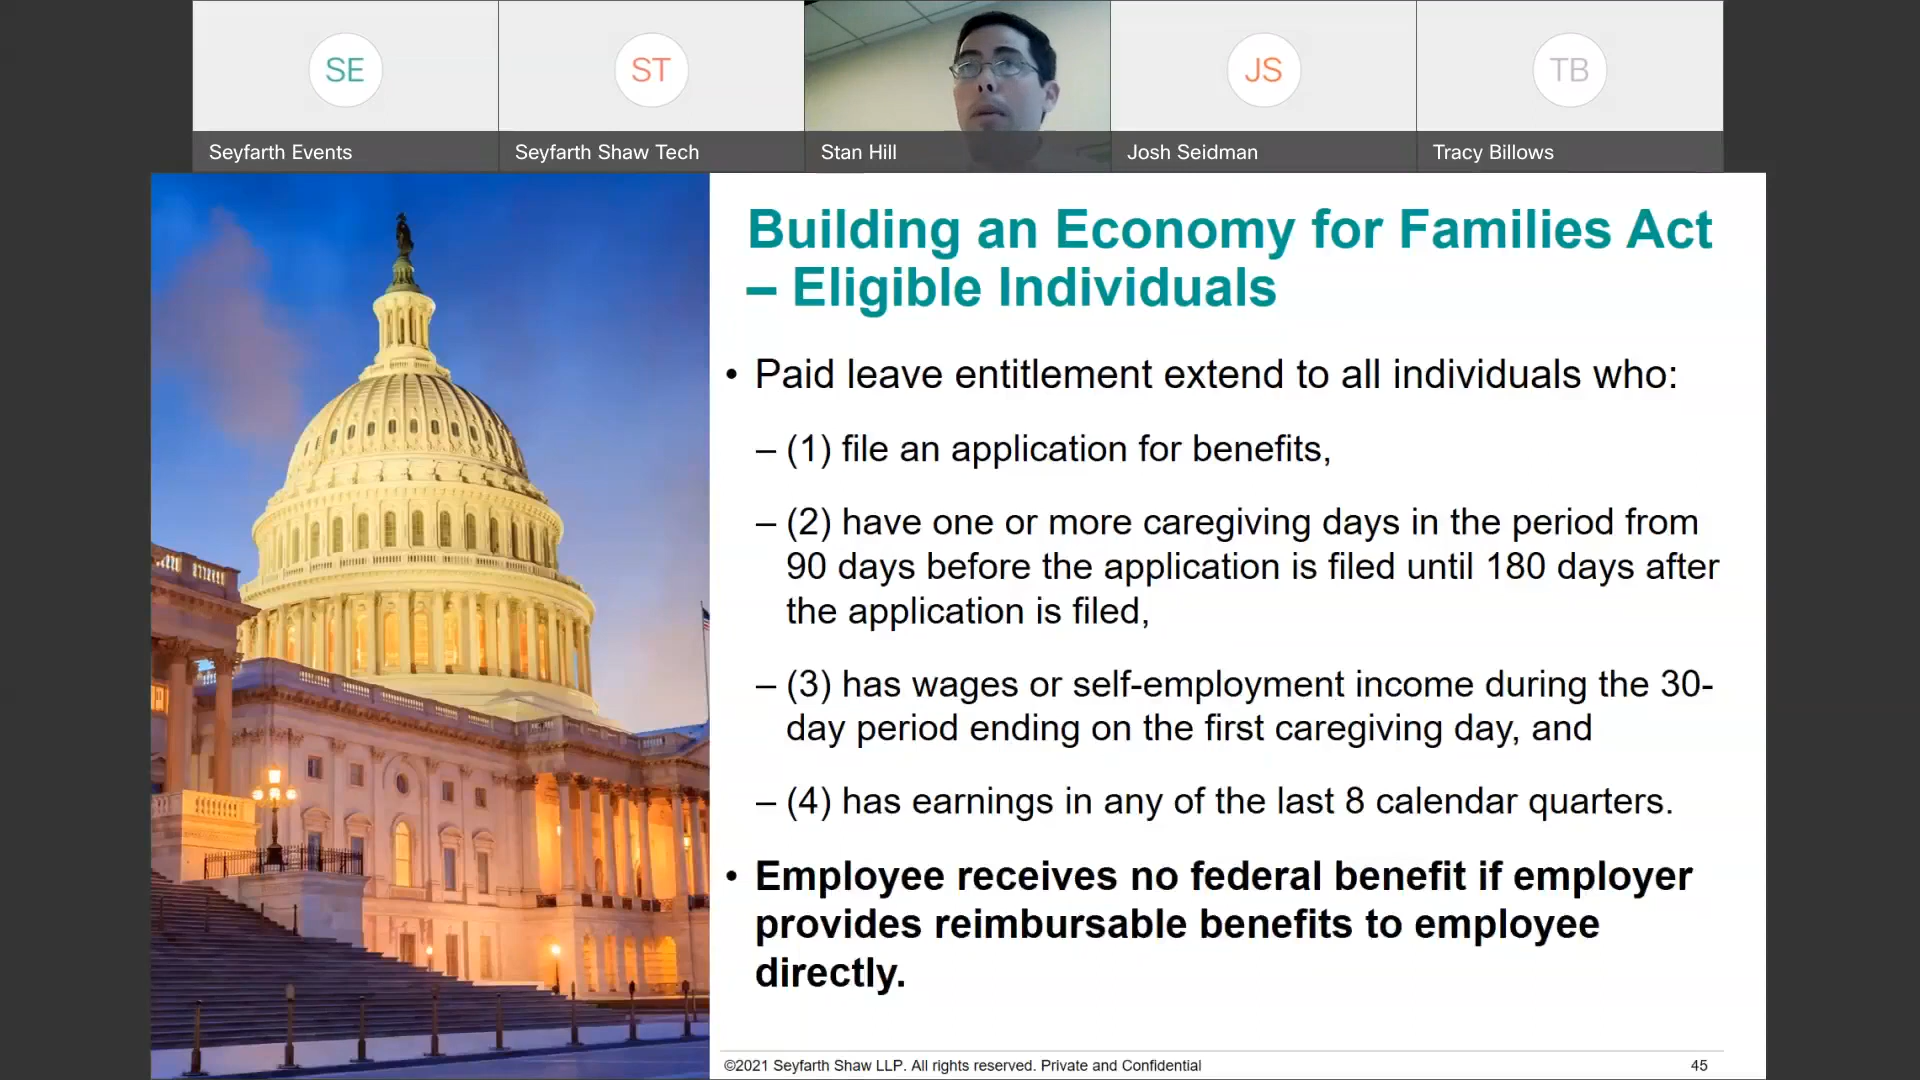 SE
ST
JS
TB
Seyfarth Events
Seyfarth Shaw Tech
Stan Hill
Josh Seidman
Tracy Billows
Building an Economy for Families Act
– Eligible Individuals
• Paid leave entitlement extend to all individuals who:
– (1) file an application for benefits,
– (2) have one or more caregiving days in the period from
90 days before the application is filed until 180 days after
the application is filed,
– (3) has wages or self-employment income during the 30-
day period ending on the first caregiving day, and
– (4) has earnings in any of the last 8 calendar quarters.
• Employee receives no federal benefit if employer
provides reimbursable benefits to employee
directly.
©2021 Seyfarth Shaw LLP. All rights reserved. Private and Confidential
45